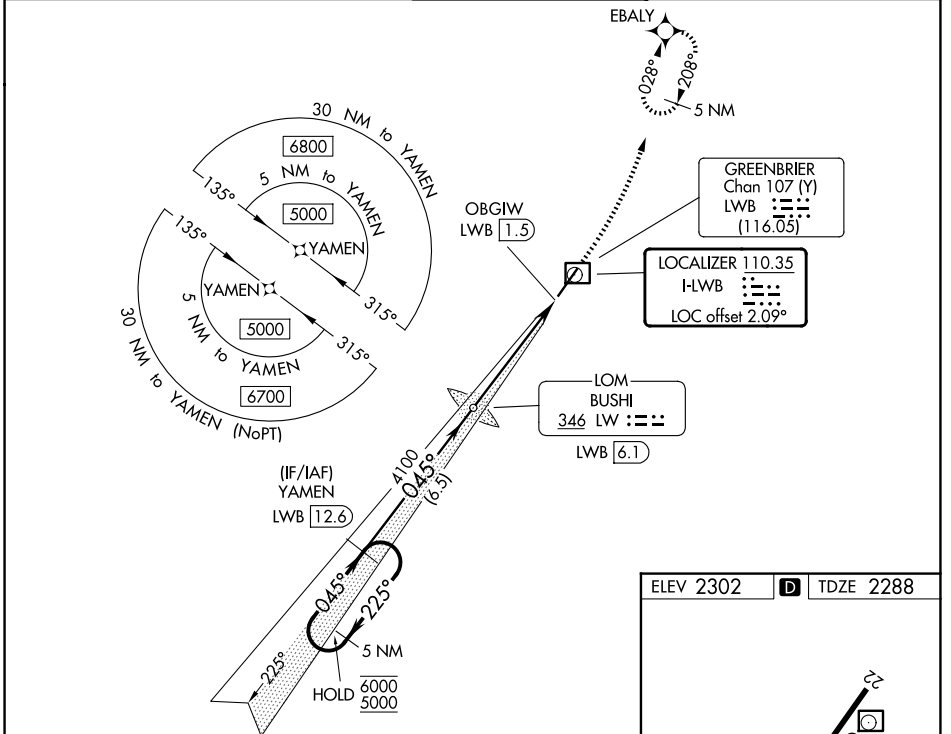 EBALY
028°
208°
5 NM
30 NM to YAMEN
6800
5 NM to YAMEN
5000
135°
YAMEN
315°
135°
YAMEN
315°
5000
5 NM to YAMEN
6700
30 NM to YAMEN (NoPT)
OBGIW
LWB 1.5
GREENBRIER
Chan 107 (Y)
LWB
(116.05)
LOCALIZER 110.35
I-LWB
LOC offset 2.09°
LOM
BUSHI
346 LW
LWB 6.1
4100
045°
(6.5)
(IF/IAF)
YAMEN
LWB 12.6
045°
225°
5 NM
225°
HOLD 6000
5000
ELEV 2302 D TDZE 2288
22